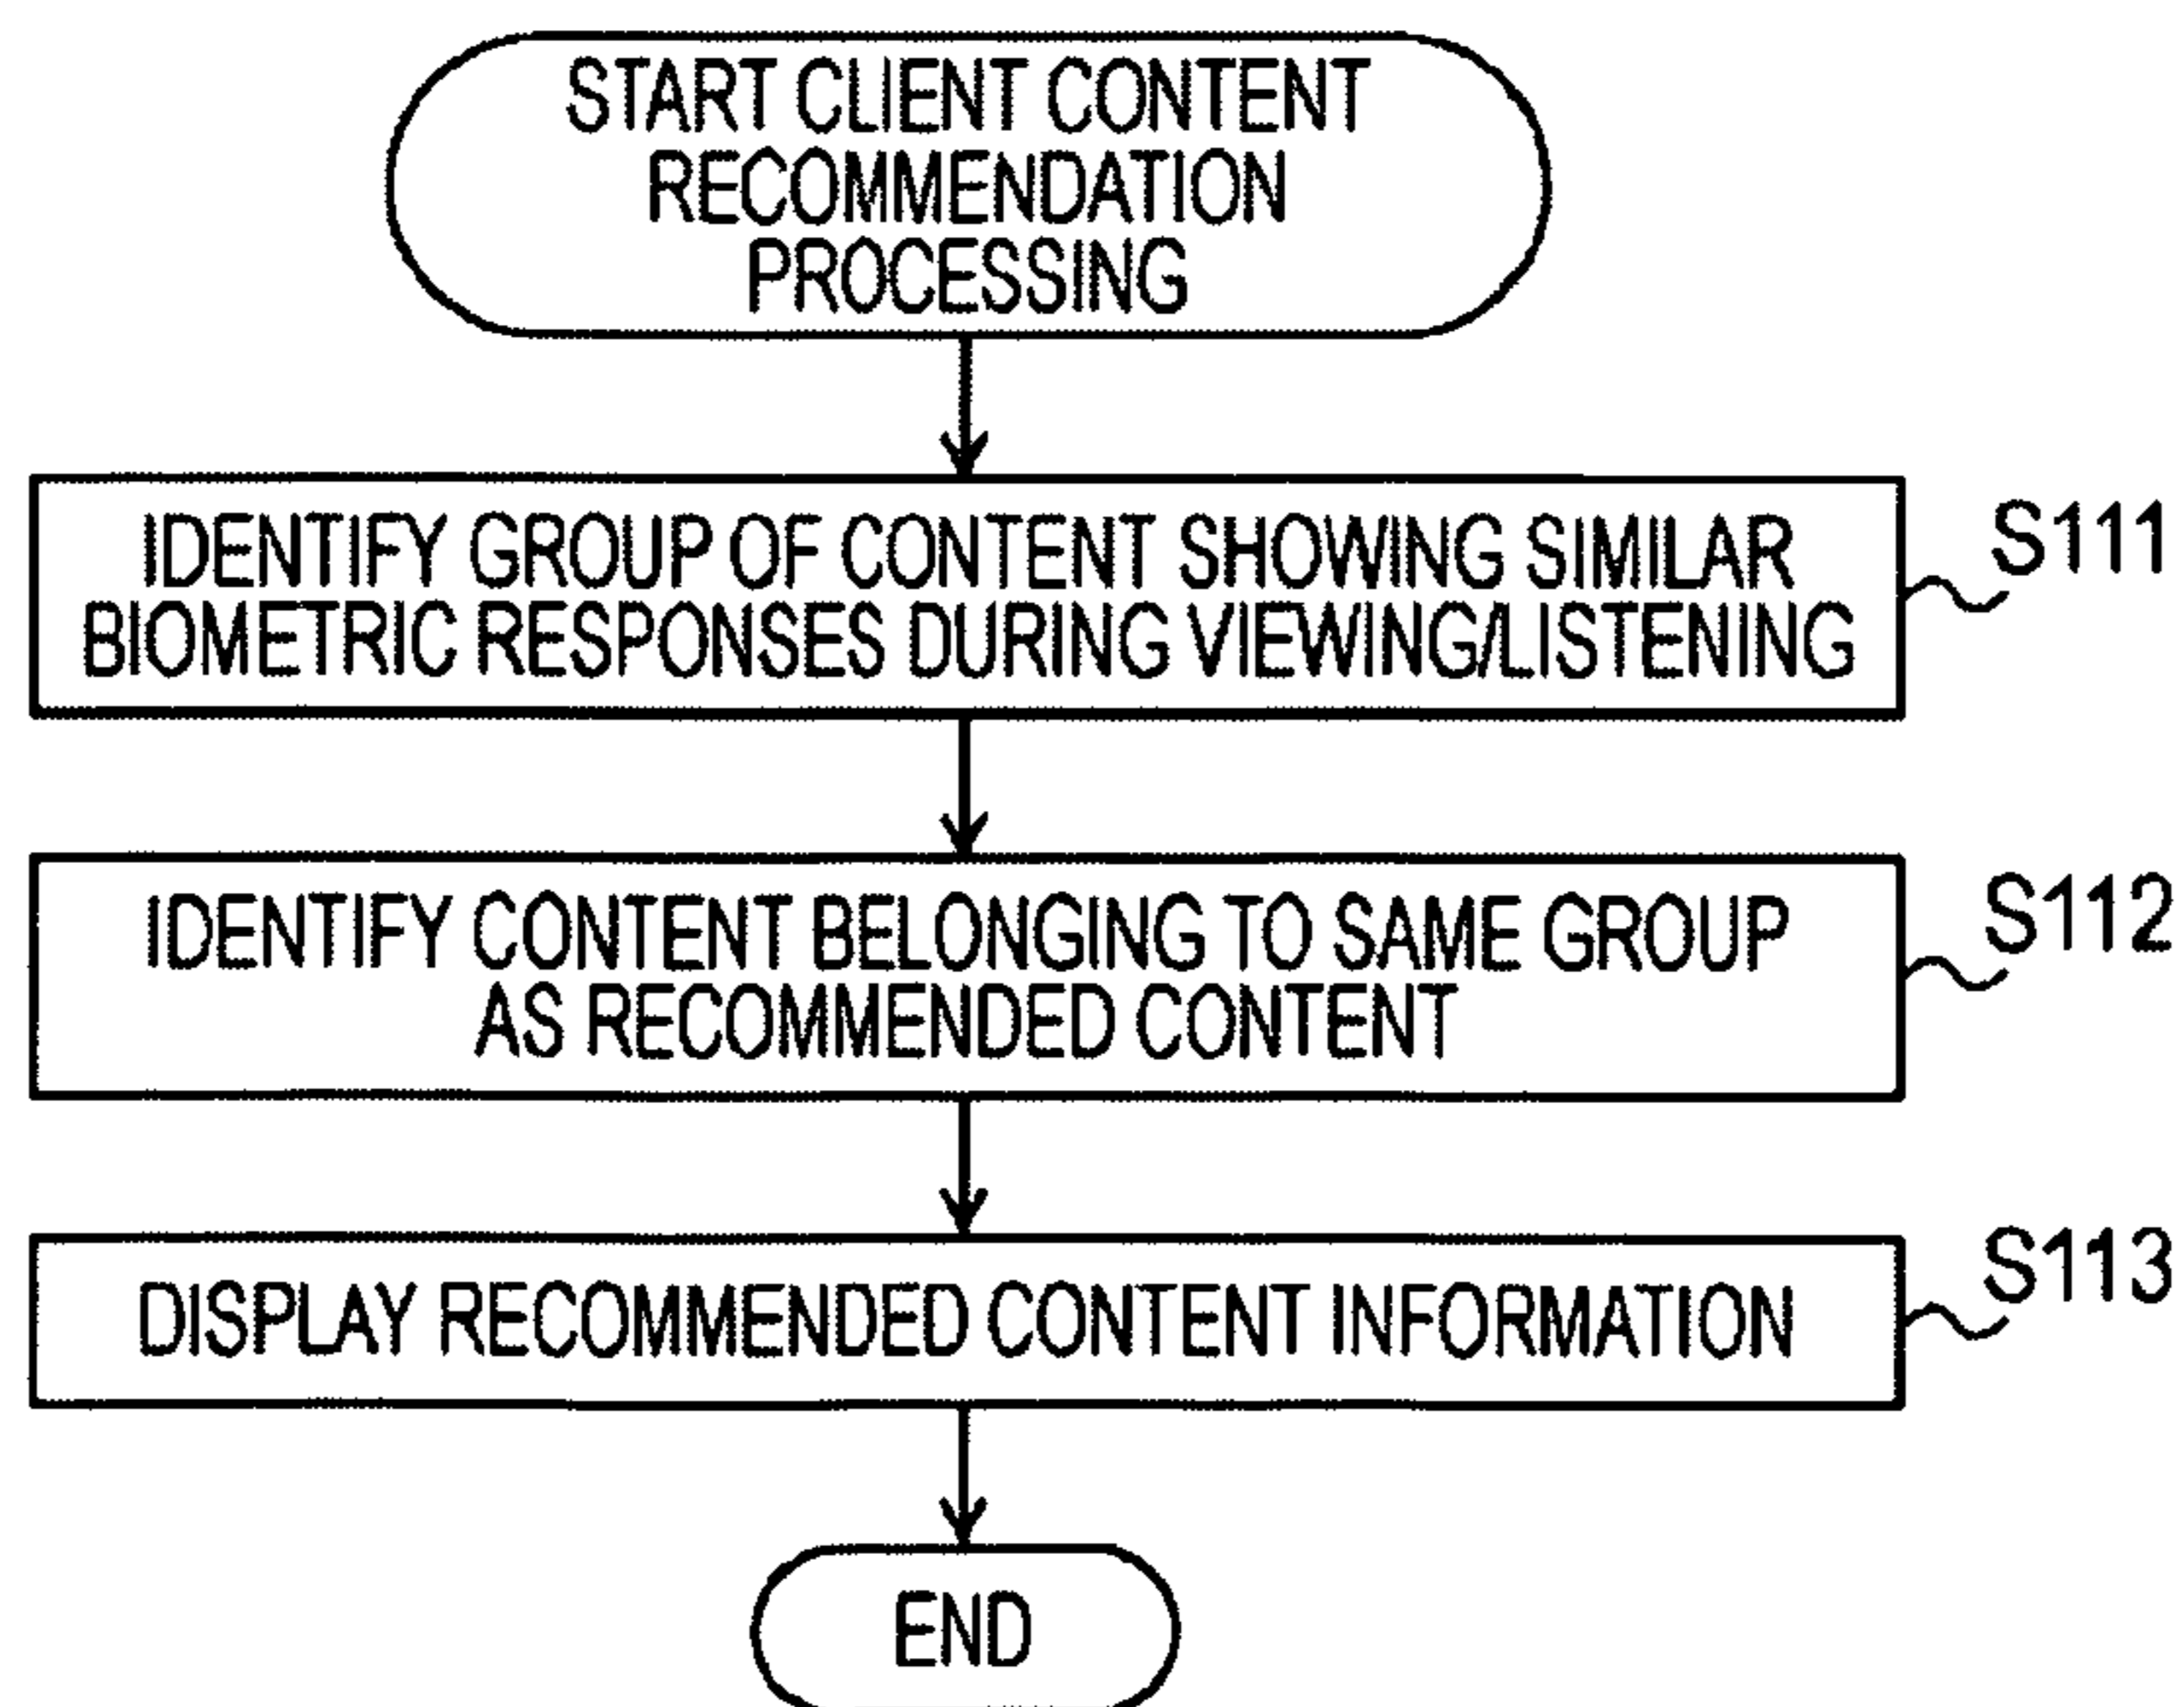 START CLIENT CONTENT
RECOMMENDATION
PROCESSING
IDENTIFY GROUP OF CONTENT SHOWING SIMILAR
BIOMETRIC RESPONSES DURING VIEWING/LISTENING
S111
IDENTIFY CONTENT BELONGING TO SAME GROUP
AS RECOMMENDED CONTENT
S112
DISPLAY RECOMMENDED CONTENT INFORMATION
S113
END